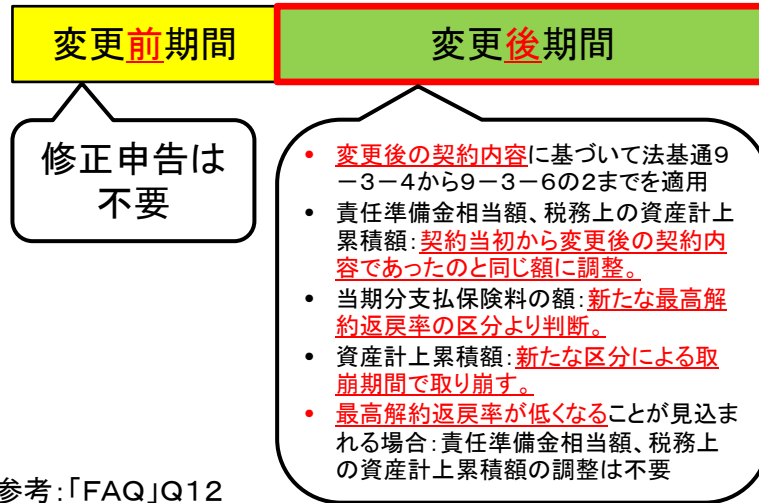 変更前期間
変更後期間
修正申告は
不要
• 変更後の契約内容に基づいて法基通9
－3－4から9－3－6の2までを適用
• 責任準備金相当額、税務上の資産計上
累積額：契約当初から変更後の契約内
容であったのと同じ額に調整。
• 当期分支払保険料の額：新たな最高解
約返戻率の区分より判断。
• 資産計上累積額：新たな区分による取
崩期間で取り崩す。
• 最高解約返戻率が低くなることが見込ま
れる場合：責任準備金相当額、税務上
の資産計上累積額の調整は不要
参考：「FAQ」Q12